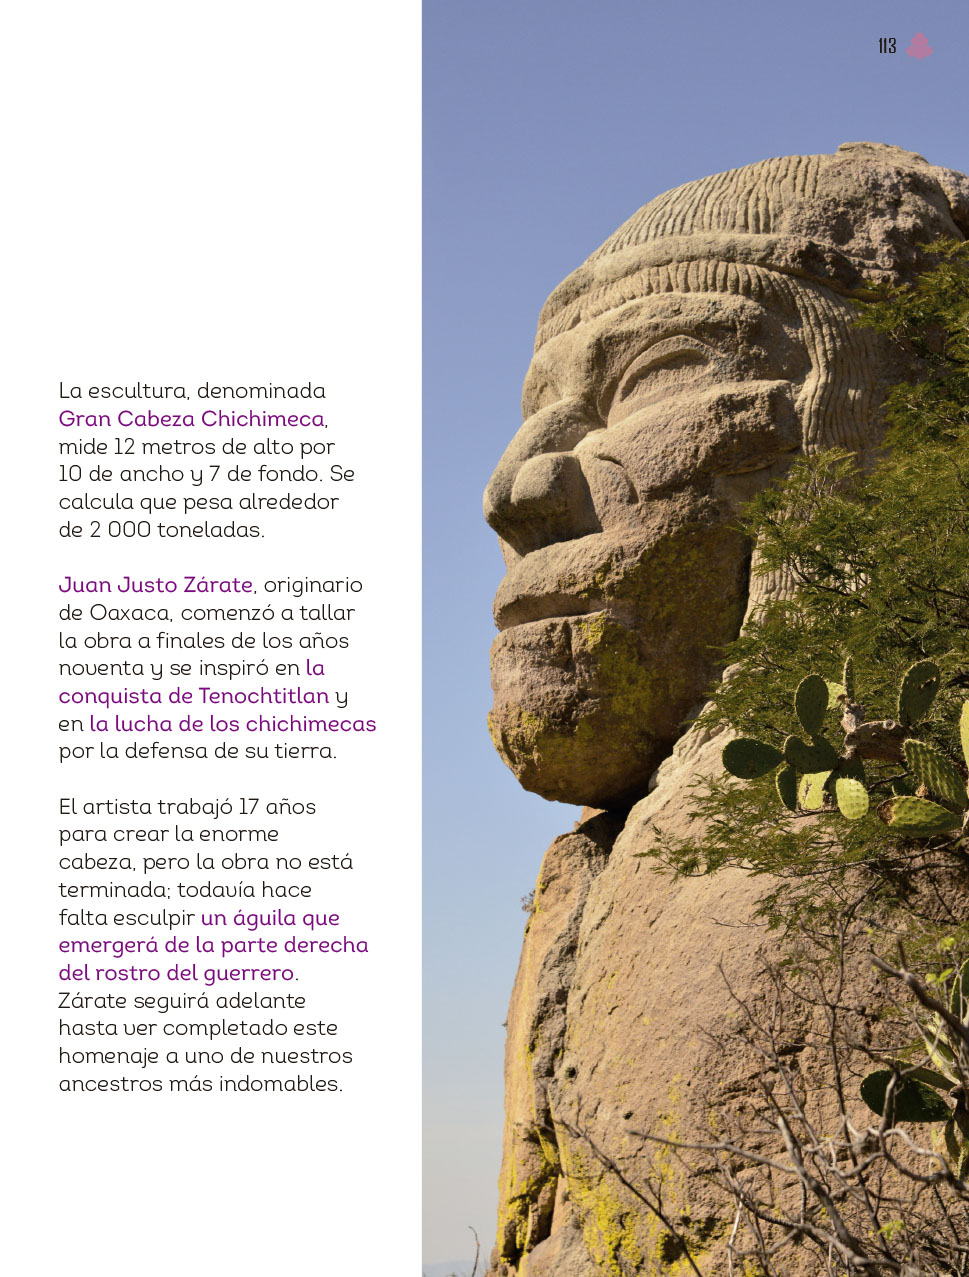 113
La escultura, denominada
Gran Cabeza Chichimeca,
mide 12 metros de alto por
10 de ancho y 7 de fondo. Se
calcula que pesa alrededor
de 2 000 toneladas.
Juan Justo Zárate, originario
de Oaxaca, comenzó a tallar
la obra a finales de los años
noventa y se inspiró en la
conquista de Tenochtitlan y
en la lucha de los chichimecas
por la defensa de su tierra.
El artista trabajó 17 años
para crear la enorme
cabeza, pero la obra no está
terminada; todavía hace
falta esculpir un águila que
emergerá de la parte derecha
del rostro del guerrero.
Zárate seguirá adelante
hasta ver completado este
homenaje a uno de nuestros
ancestros más indomables.